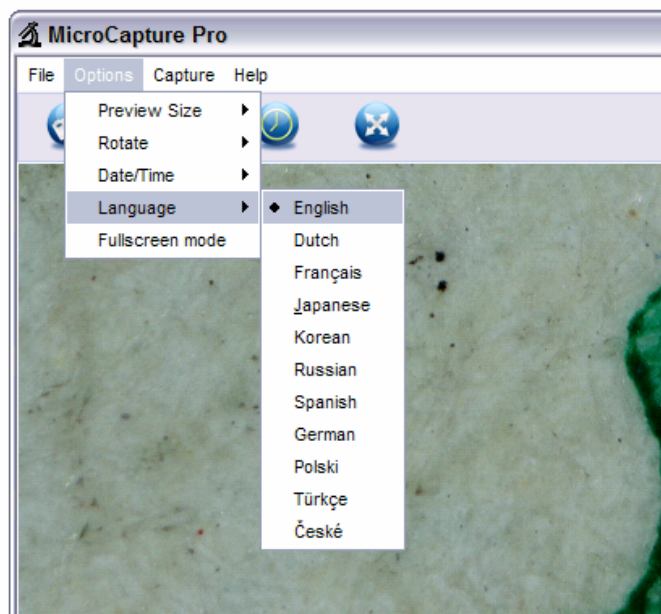 MicroCapture Pro
File Options Capture Help
Preview Size
Rotate
Date/Time
Language
Fullscreen mode
English
Dutch
Français
Japanese
Korean
Russian
Spanish
German
Polski
Türkçe
České